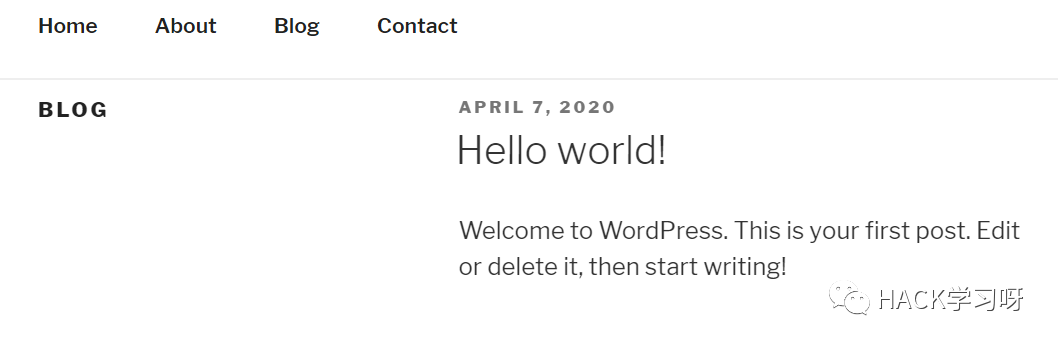 Home About Blog Contact
BLOG
APRIL 7, 2020
Hello world!
Welcome to WordPress. This is your first post. Edit
or delete it, then start writing!
HACK学习呀